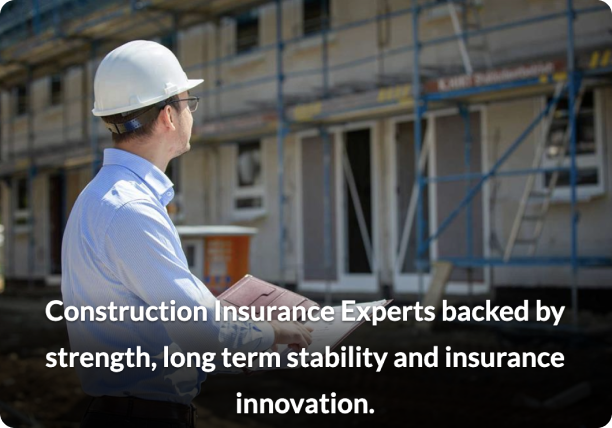 Construction Insurance Experts backed by
strength, long term stability and insurance
innovation.